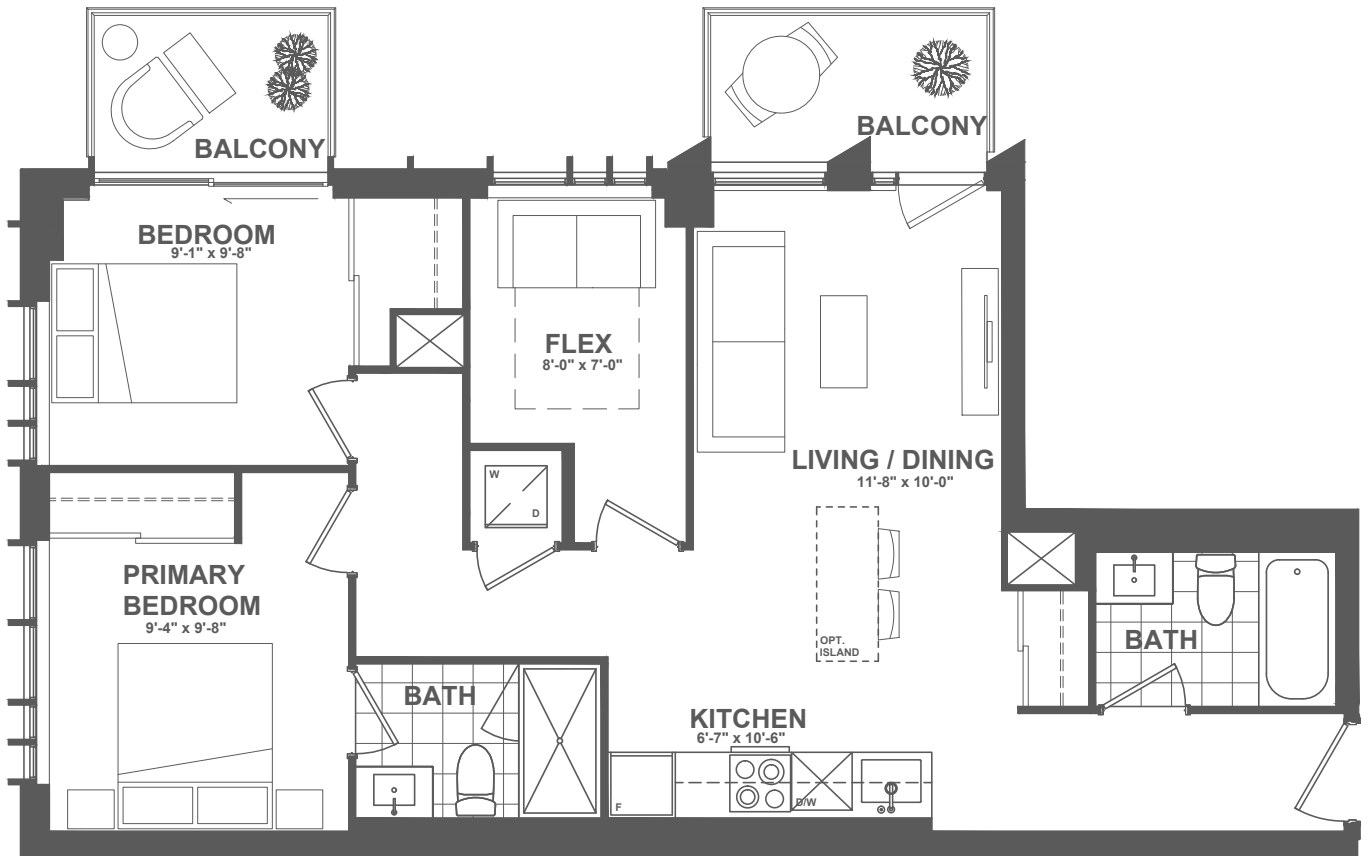 BALCONY
BALCONY
BEDROOM
9'-1" x 9'-8"
FLEX
8'-0" x 7'-0"
LIVING / DINING
11'-8" x 10'-0"
W
D
PRIMARY
BEDROOM
9'-4" x 9'-8"
OPT.
ISLAND
BATH
BATH
KITCHEN
6'-7" x 10'-6"
F
D/W